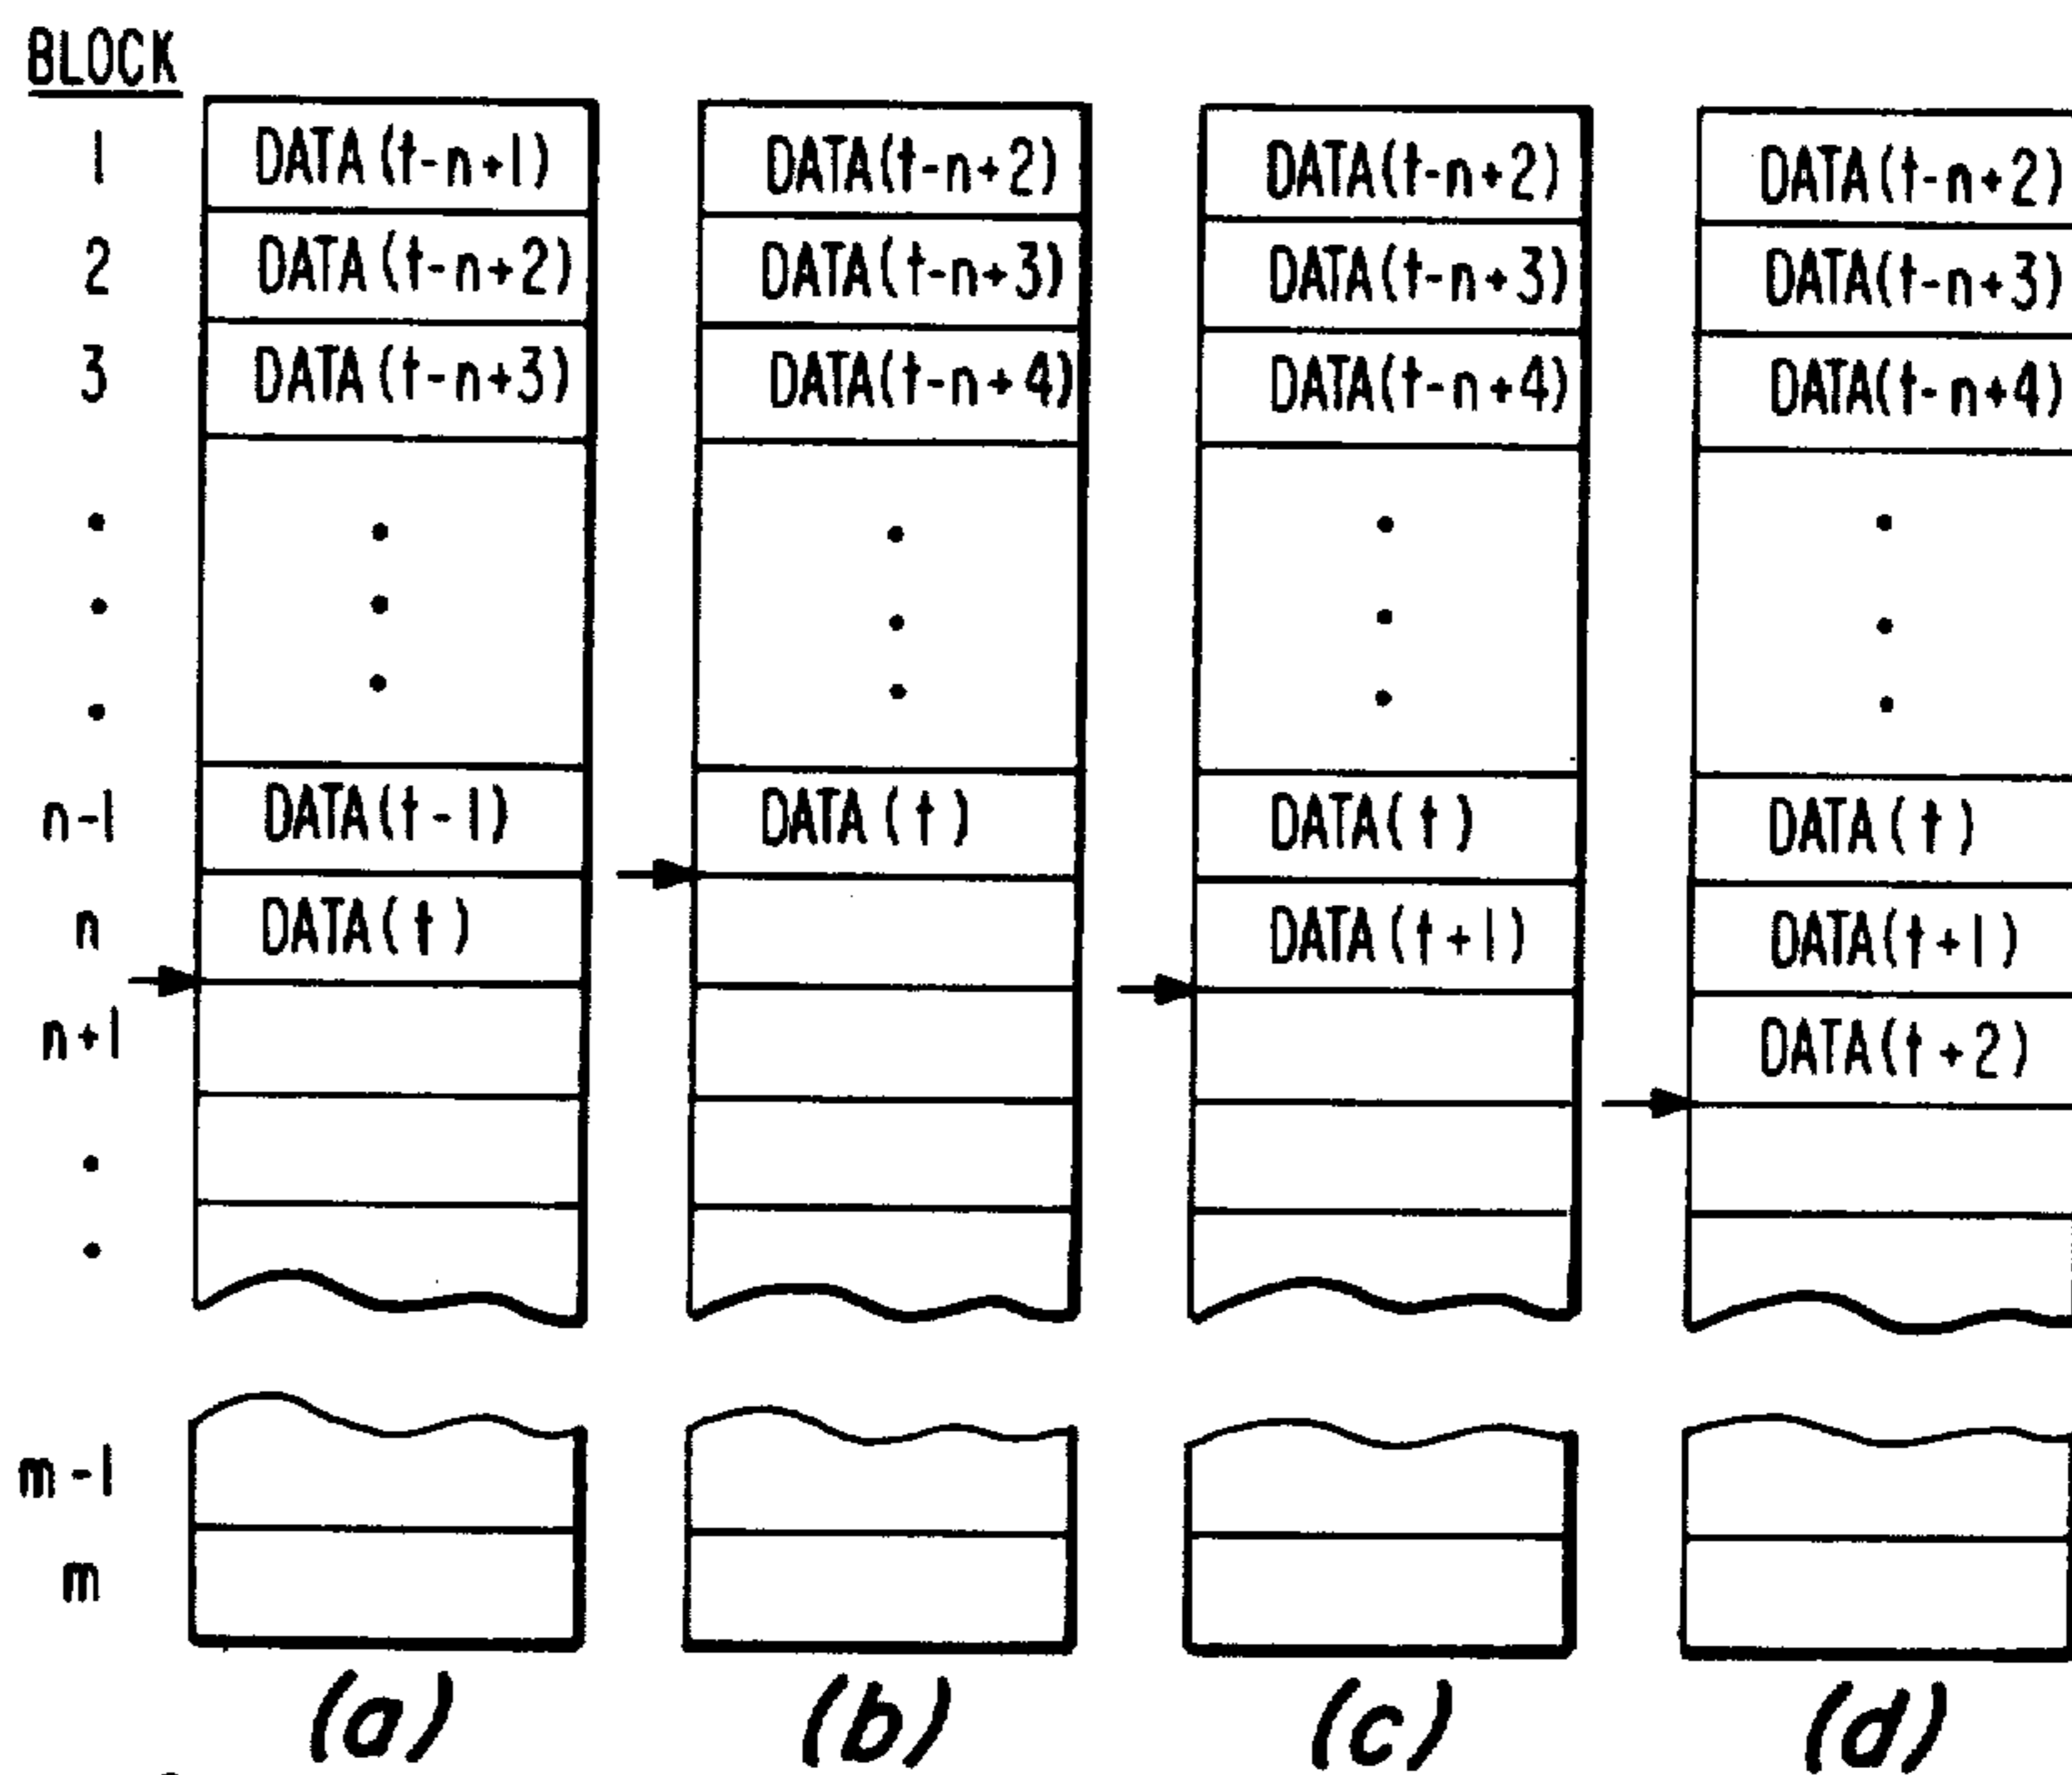 BLOCK
1 DATA(t-n+1) DATA(t-n+2) DATA(t-n+2) DATA(t-n+2)
2 DATA(t-n+2) DATA(t-n+3) DATA(t-n+3) DATA(t-n+3)
3 DATA(t-n+3) DATA(t-n+4) DATA(t-n+4) DATA(t-n+4)
n-1 DATA(t-1) DATA(t) DATA(t) DATA(t)
n DATA(t) DATA(t+1) DATA(t+1)
n+1 DATA(t+2)
m-1
m
(a) (b) (c) (d)